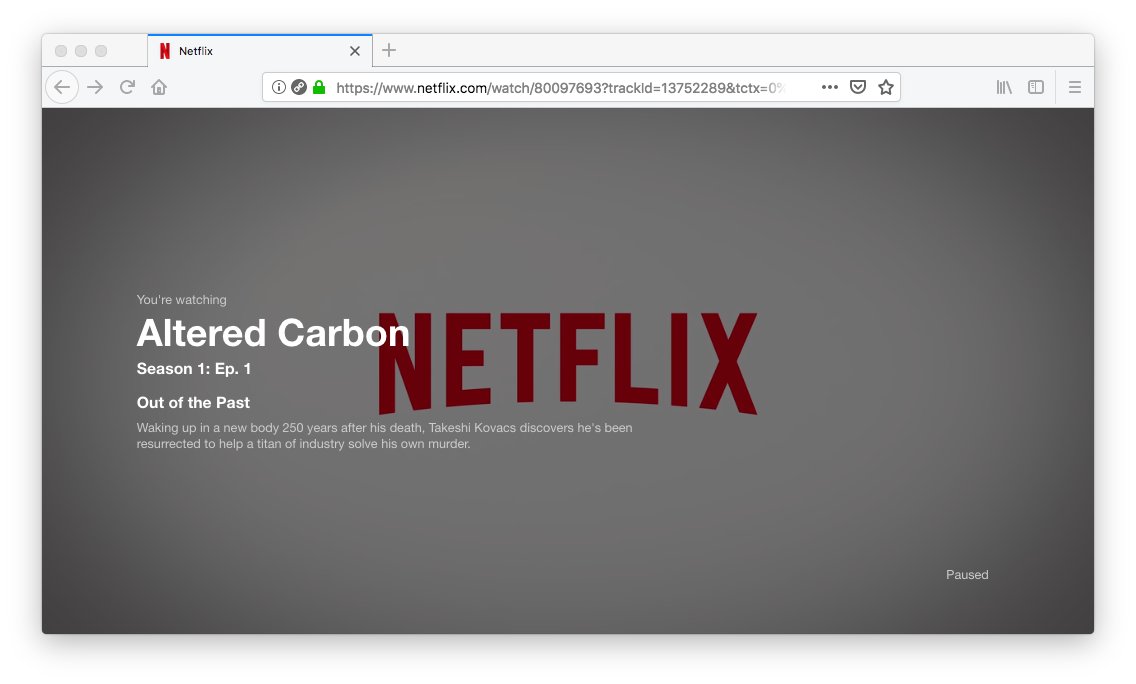 Netflix
https://www.netflix.com/watch/80097693?trackId=13752289&tctx=0%
You're watching
Altered Carbon
NETFLIX
Season 1: Ep. 1
Out of the Past
Waking up in a new body 250 years after his death, Takeshi Kovacs discovers he's been
resurrected to help a titan of industry solve his own murder.
Paused